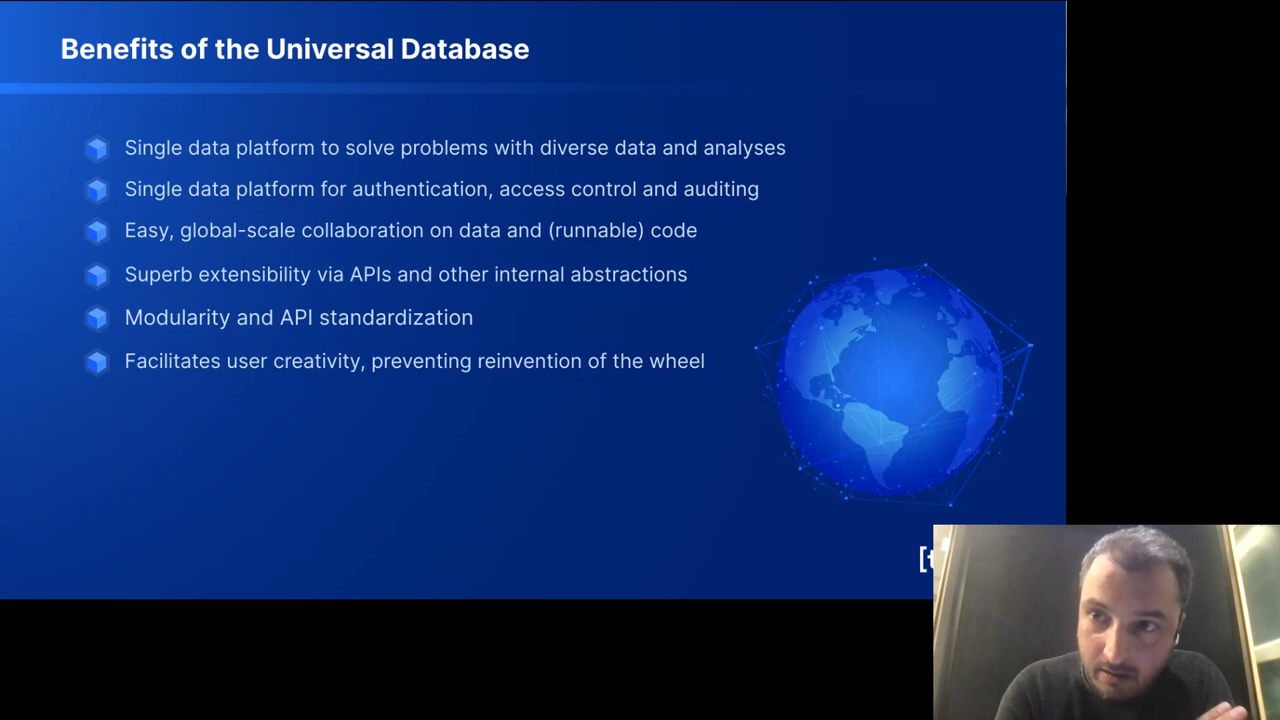 Benefits of the Universal Database
Single data platform to solve problems with diverse data and analyses
Single data platform for authentication, access control and auditing
Easy, global-scale collaboration on data and (runnable) code
Superb extensibility via APIs and other internal abstractions
Modularity and API standardization
Facilitates user creativity, preventing reinvention of the wheel